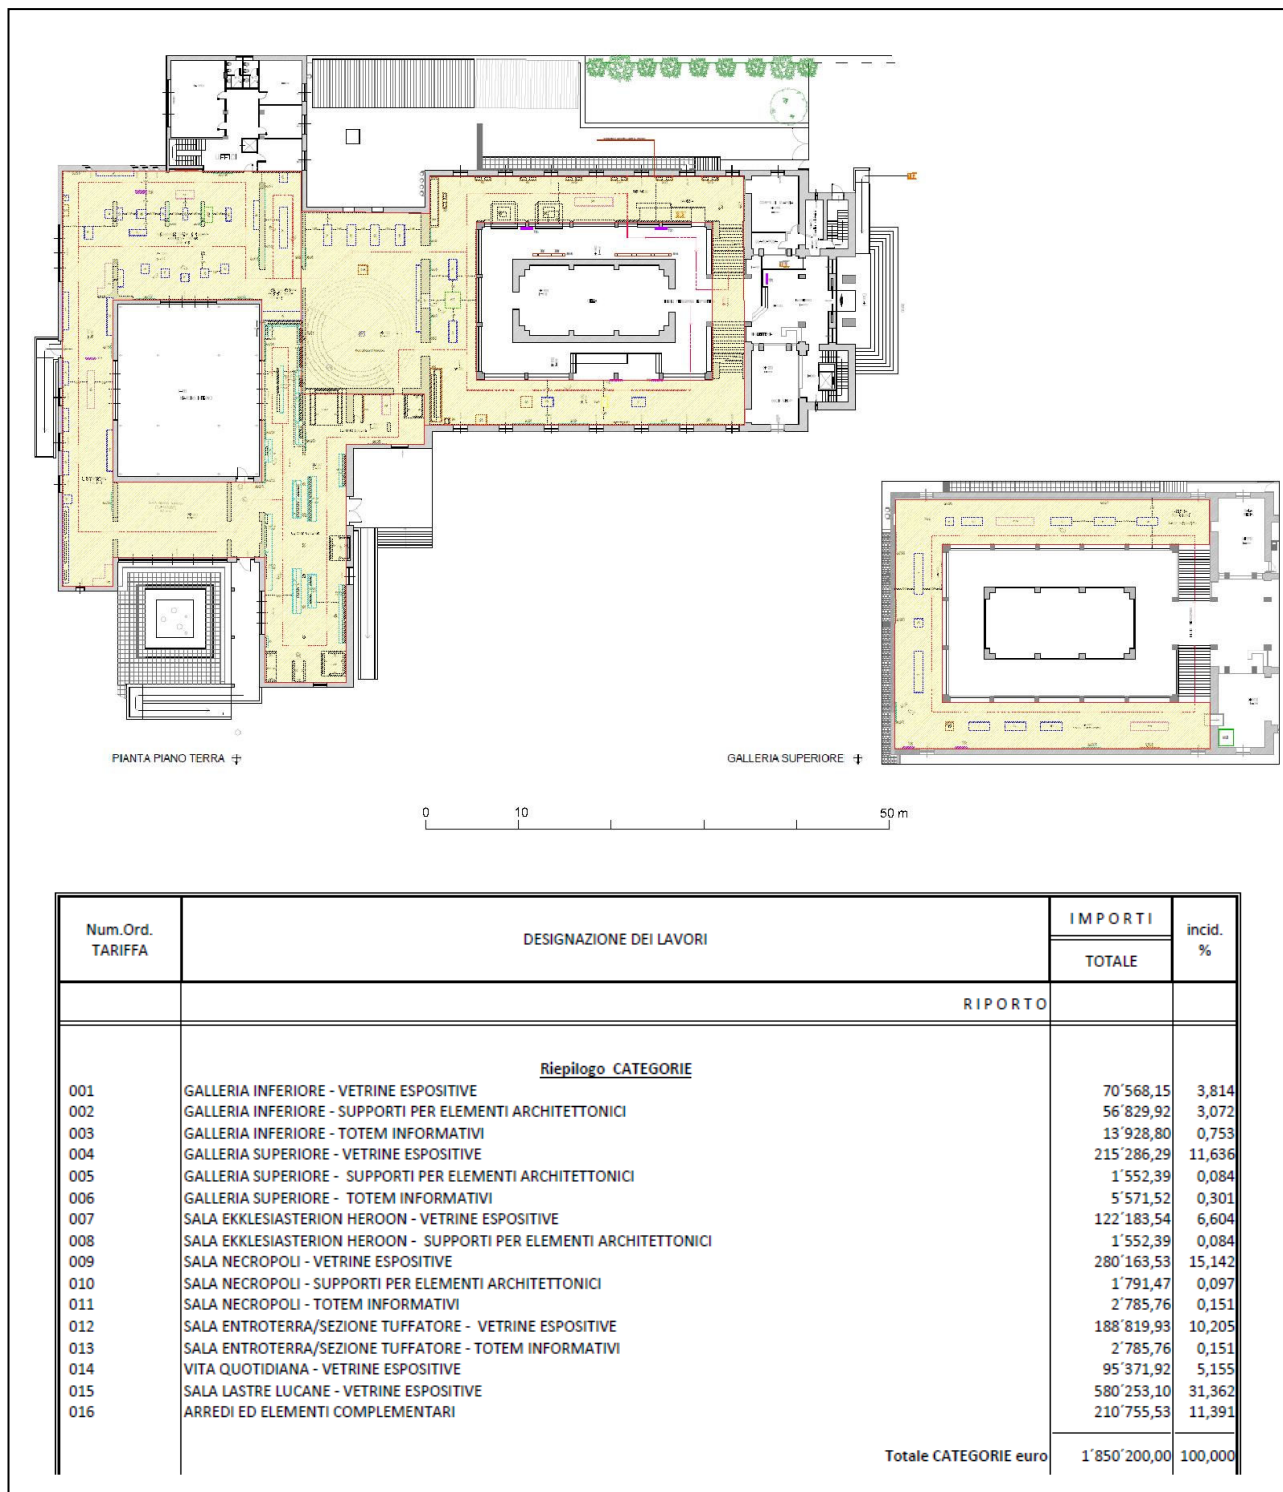 PIANTA PIANO TERRA
GALLERIA SUPERIORE
0 10 50 m
Num.Ord.
TARIFFA
DESIGNAZIONE DEI LAVORI
I M P O R T I
TOTALE
incid.
%
R I P O R T O
Riepilogo CATEGORIE
001 GALLERIA INFERIORE - VETRINE ESPOSITIVE 70´568,15 3,814
002 GALLERIA INFERIORE - SUPPORTI PER ELEMENTI ARCHITETTONICI 56´829,92 3,072
003 GALLERIA INFERIORE - TOTEM INFORMATIVI 13´928,80 0,753
004 GALLERIA SUPERIORE - VETRINE ESPOSITIVE 215´286,29 11,636
005 GALLERIA SUPERIORE - SUPPORTI PER ELEMENTI ARCHITETTONICI 1´552,39 0,084
006 GALLERIA SUPERIORE - TOTEM INFORMATIVI 5´571,52 0,301
007 SALA EKKLESIASTERION HEROON - VETRINE ESPOSITIVE 122´183,54 6,604
008 SALA EKKLESIASTERION HEROON - SUPPORTI PER ELEMENTI ARCHITETTONICI 1´552,39 0,084
009 SALA NECROPOLI - VETRINE ESPOSITIVE 280´163,53 15,142
010 SALA NECROPOLI - SUPPORTI PER ELEMENTI ARCHITETTONICI 1´791,47 0,097
011 SALA NECROPOLI - TOTEM INFORMATIVI 2´785,76 0,151
012 SALA ENTROTERRA/SEZIONE TUFFATORE - VETRINE ESPOSITIVE 188´819,93 10,205
013 SALA ENTROTERRA/SEZIONE TUFFATORE - TOTEM INFORMATIVI 2´785,76 0,151
014 VITA QUOTIDIANA - VETRINE ESPOSITIVE 95´371,92 5,155
015 SALA LASTRE LUCANE - VETRINE ESPOSITIVE 580´253,10 31,362
016 ARREDI ED ELEMENTI COMPLEMENTARI 210´755,53 11,391
Totale CATEGORIE euro 1´850´200,00 100,000